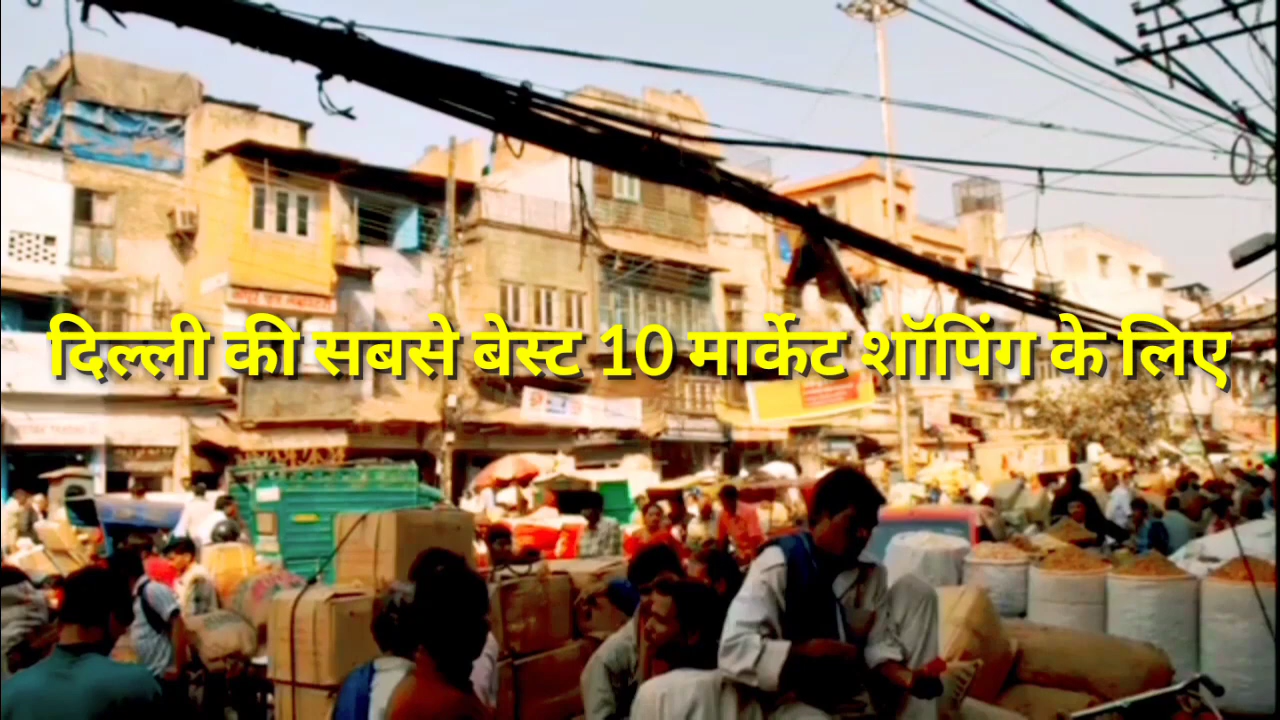 दिल्ली की सबसे बेस्ट 10 मार्केट शॉपिंग के लिए